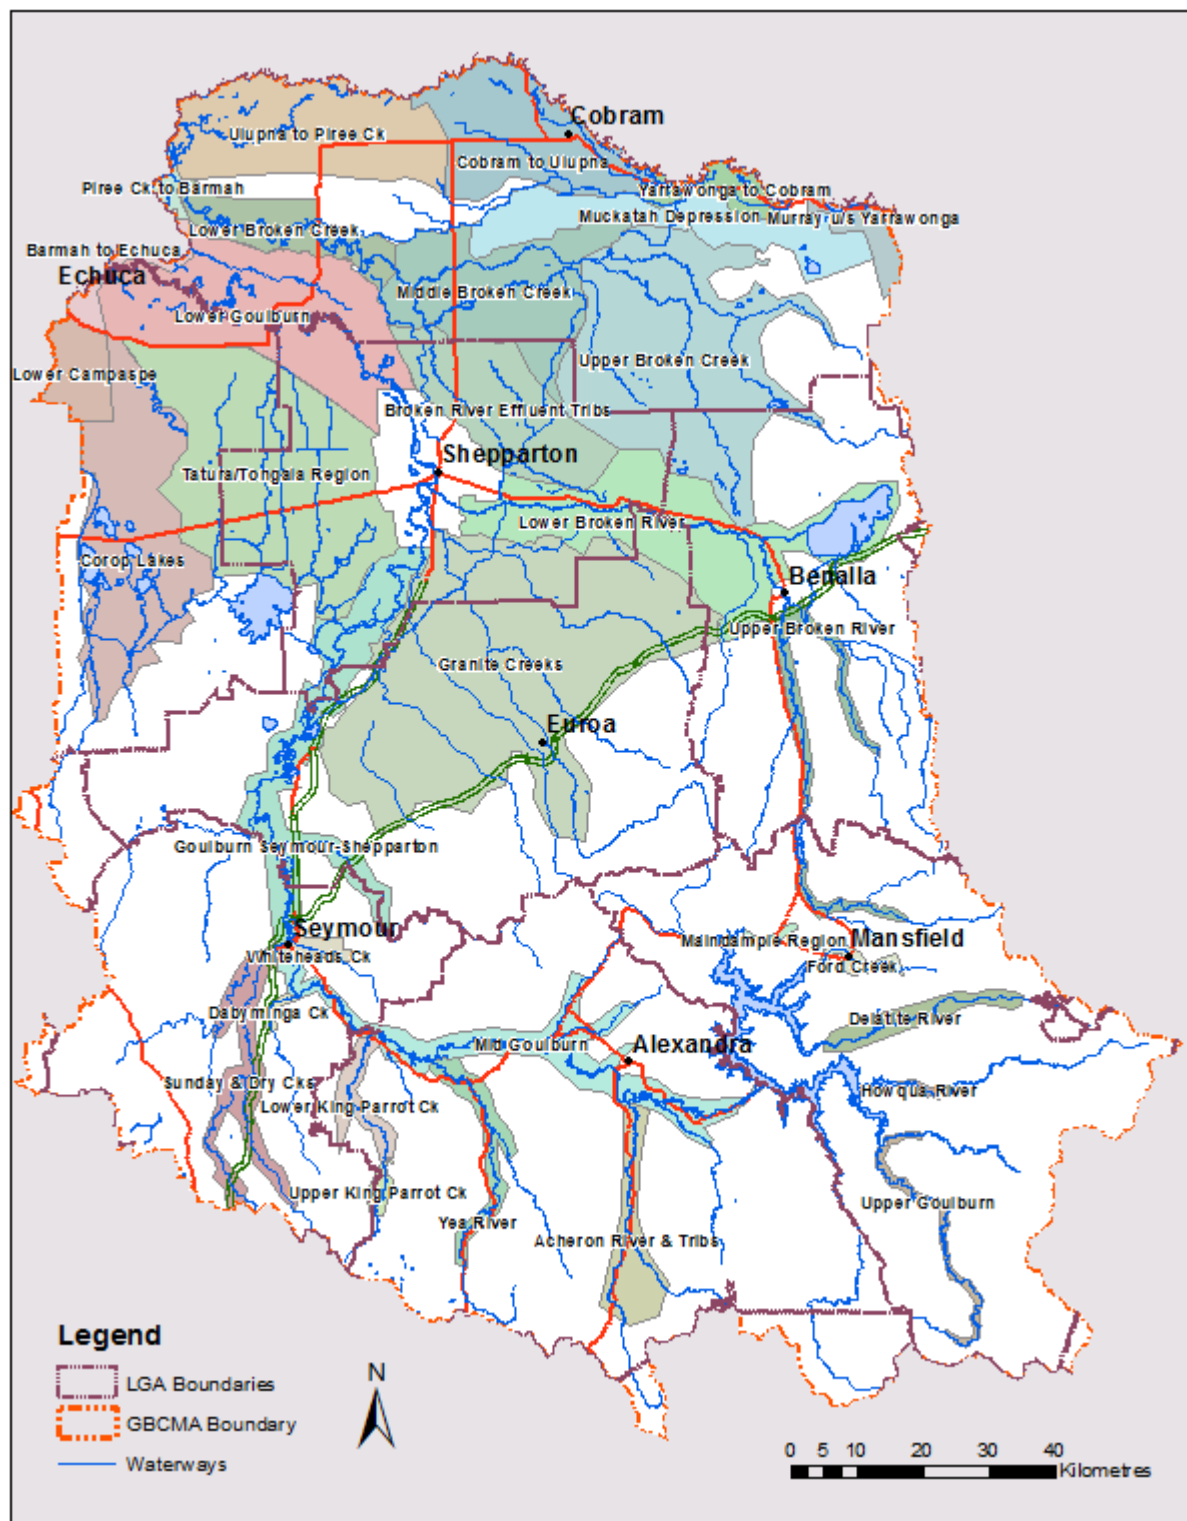 Cobram
Ulupna to Piree Ck
Cobram to Ulupna
Piree Ck to Barmah
Yarrawonga to Cobram
Muckatah Depression
Murray u/s Yarrawonga
Lower Broken Creek
Barmah to Echuca
Echuca
Middle Broken Creek
Lower Goulburn
Upper Broken Creek
Lower Campaspe
Broken River Effluent Tribs
Shepparton
Tatura/Tongala Region
Lower Broken River
Corop Lakes
Benalla
Upper Broken River
Granite Creeks
Euroa
Goulburn Seymour-Shepparton
Seymour
Maindample Region
Mansfield
Whiteheads Ck
Ford Creek
Dabyminga Ck
Delatite River
Mid Goulburn
Alexandra
Sunday & Dry Cks
Howqua River
Lower King Parrot Ck
Upper King Parrot Ck
Upper Goulburn
Yea River
Acheron River & Tribs
Legend
LGA Boundaries
GBCMA Boundary
Waterways
N
0 5 10 20 30 40
Kilometres